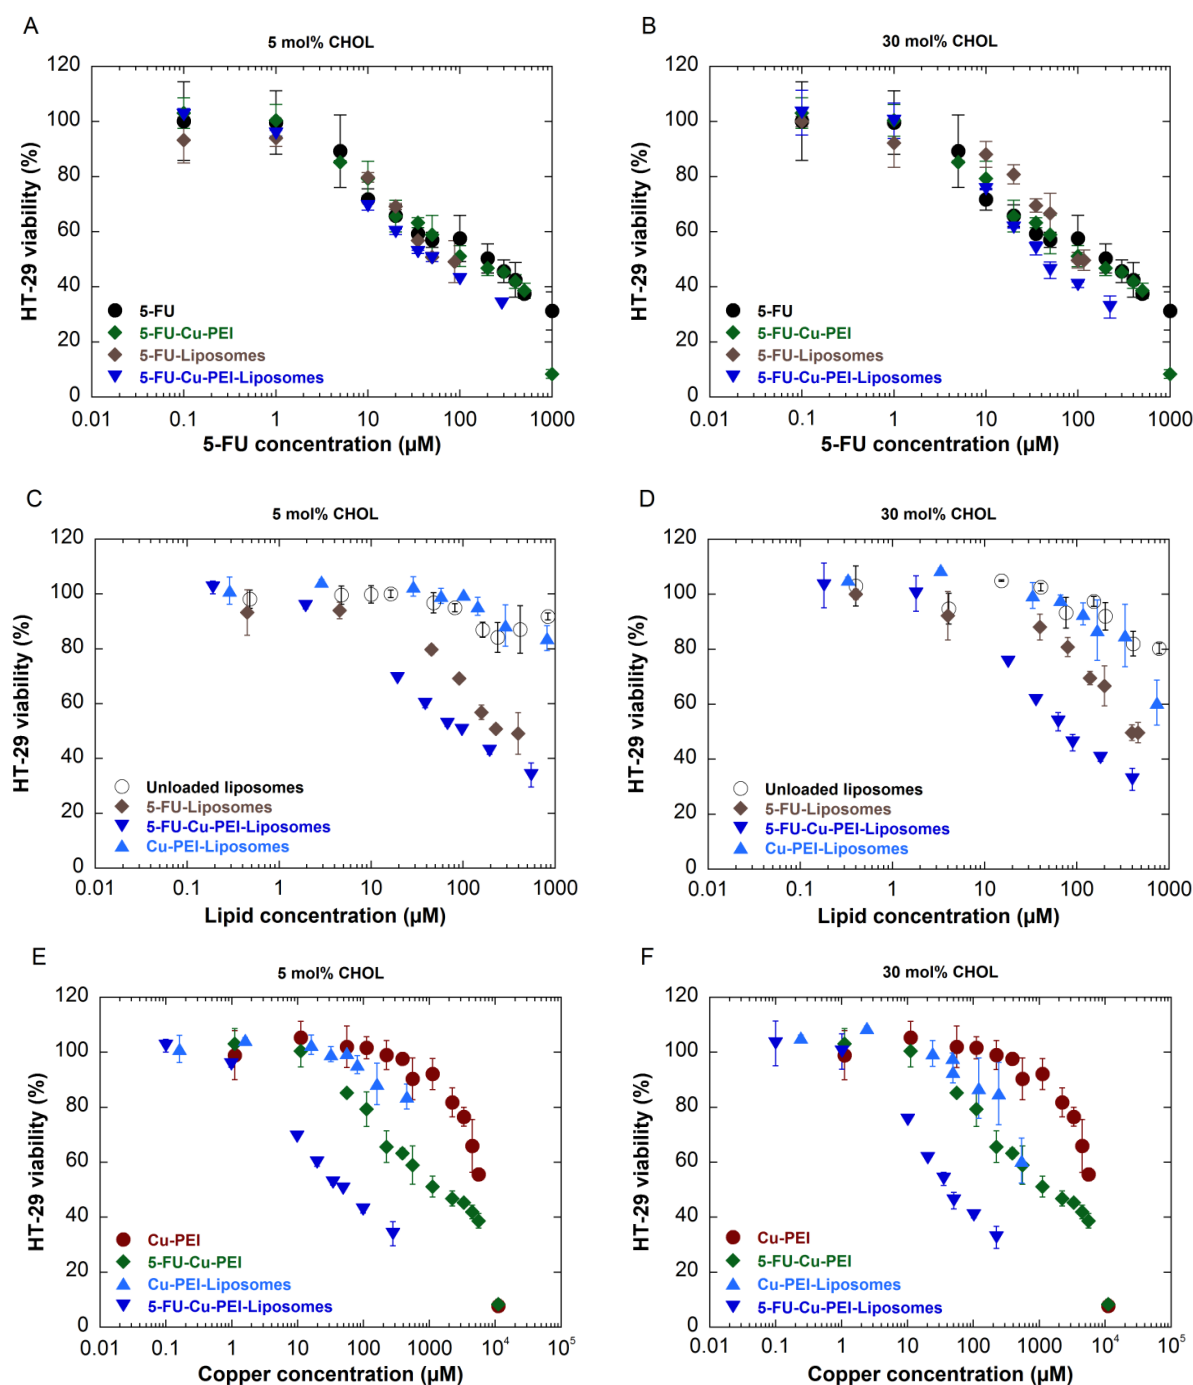 A
5 mol% CHOL
HT-29 viability (%)
120
100
80
60
40
20
0
5-FU
5-FU-Cu-PEI
5-FU-Liposomes
5-FU-Cu-PEI-Liposomes
0.01 0.1 1 10 100 1000
5-FU concentration (µM)
B
30 mol% CHOL
HT-29 viability (%)
120
100
80
60
40
20
0
5-FU
5-FU-Cu-PEI
5-FU-Liposomes
5-FU-Cu-PEI-Liposomes
0.01 0.1 1 10 100 1000
5-FU concentration (µM)
C
5 mol% CHOL
HT-29 viability (%)
120
100
80
60
40
20
0
Unloaded liposomes
5-FU-Liposomes
5-FU-Cu-PEI-Liposomes
Cu-PEI-Liposomes
0.01 0.1 1 10 100 1000
Lipid concentration (µM)
D
30 mol% CHOL
HT-29 viability (%)
120
100
80
60
40
20
0
Unloaded liposomes
5-FU-Liposomes
5-FU-Cu-PEI-Liposomes
Cu-PEI-Liposomes
0.01 0.1 1 10 100 1000
Lipid concentration (µM)
E
5 mol% CHOL
HT-29 viability (%)
120
100
80
60
40
20
0
Cu-PEI
5-FU-Cu-PEI
Cu-PEI-Liposomes
5-FU-Cu-PEI-Liposomes
0.01 0.1 1 10 100 1000 10⁴ 10⁵
Copper concentration (µM)
F
30 mol% CHOL
HT-29 viability (%)
120
100
80
60
40
20
0
Cu-PEI
5-FU-Cu-PEI
Cu-PEI-Liposomes
5-FU-Cu-PEI-Liposomes
0.01 0.1 1 10 100 1000 10⁴ 10⁵
Copper concentration (µM)